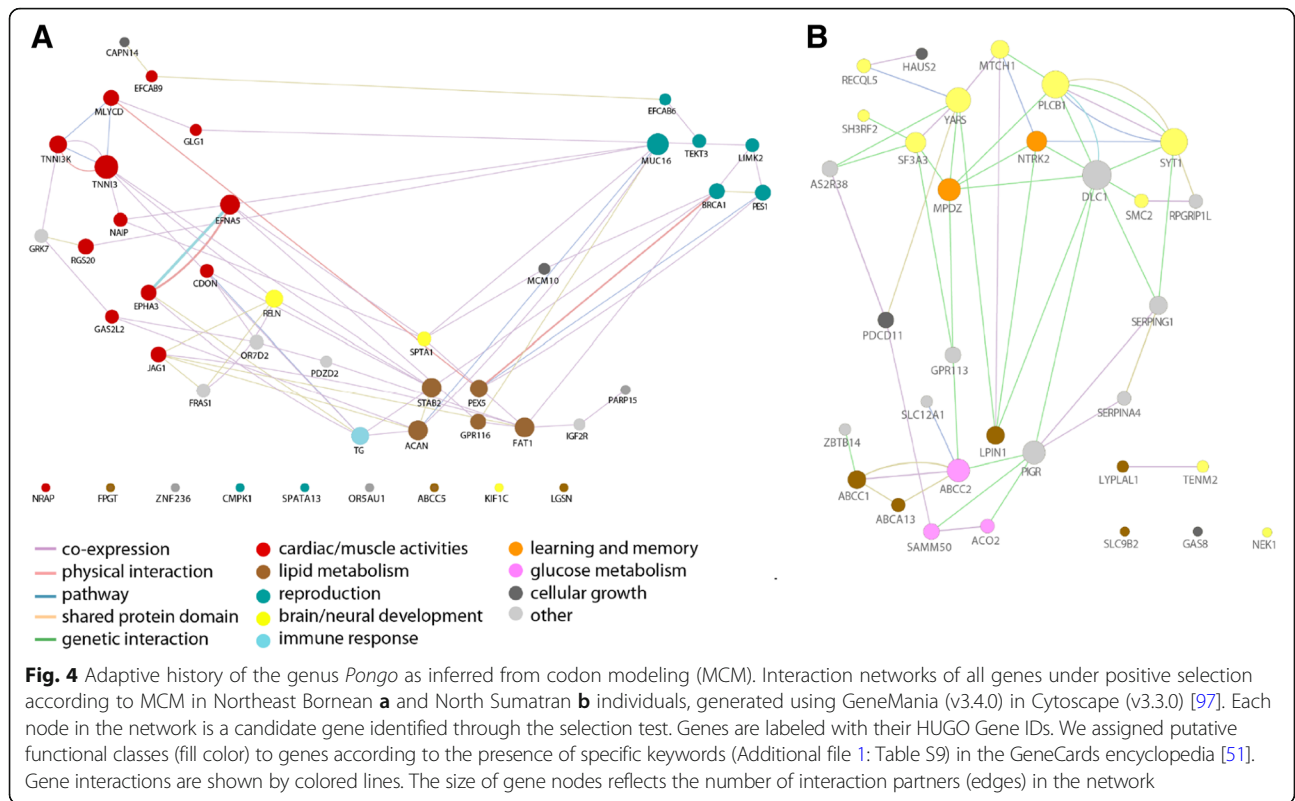 A
CAPN14
EFCAB9
MLYCD
GLG1
TNNI3K
TNNI3
EFNA5
NAIP
GRK7
RGS20
CDON
EPHA3
GAS2L2
RELN
OR7D2
JAG1
PDZD2
FRAS1
EFCAB6
MUC16
TEKT3
LIMK2
BRCA1
PES1
MCM10
SPTA1
STAB2
PEX5
PARP15
TG
ACAN
GPR116
FAT1
IGF2R
NRAP
FPGT
ZNF236
CMPK1
SPATA13
OR5AU1
ABCC5
KIF1C
LGSN
B
HAUS2
RECQL5
MTCH1
YARS
PLCB1
SH3RF2
SF3A3
NTRK2
SYT1
AS2R38
MPDZ
DLC1
SMC2
RPGRIP1L
PDCD11
SERPING1
GPR113
SLC12A1
SERPINA4
ZBTB14
LPIN1
PIGR
ABCC1
ABCC2
LYPLAL1
TENM2
ABCA13
SAMM50
ACO2
SLC9B2
GAS8
NEK1
co-expression
physical interaction
pathway
shared protein domain
genetic interaction
cardiac/muscle activities
lipid metabolism
reproduction
brain/neural development
immune response
learning and memory
glucose metabolism
cellular growth
other
Fig. 4 Adaptive history of the genus Pongo as inferred from codon modeling (MCM). Interaction networks of all genes under positive selection
according to MCM in Northeast Bornean a and North Sumatran b individuals, generated using GeneMania (v3.4.0) in Cytoscape (v3.3.0) [97]. Each
node in the network is a candidate gene identified through the selection test. Genes are labeled with their HUGO Gene IDs. We assigned putative
functional classes (fill color) to genes according to the presence of specific keywords (Additional file 1: Table S9) in the GeneCards encyclopedia [51].
Gene interactions are shown by colored lines. The size of gene nodes reflects the number of interaction partners (edges) in the network